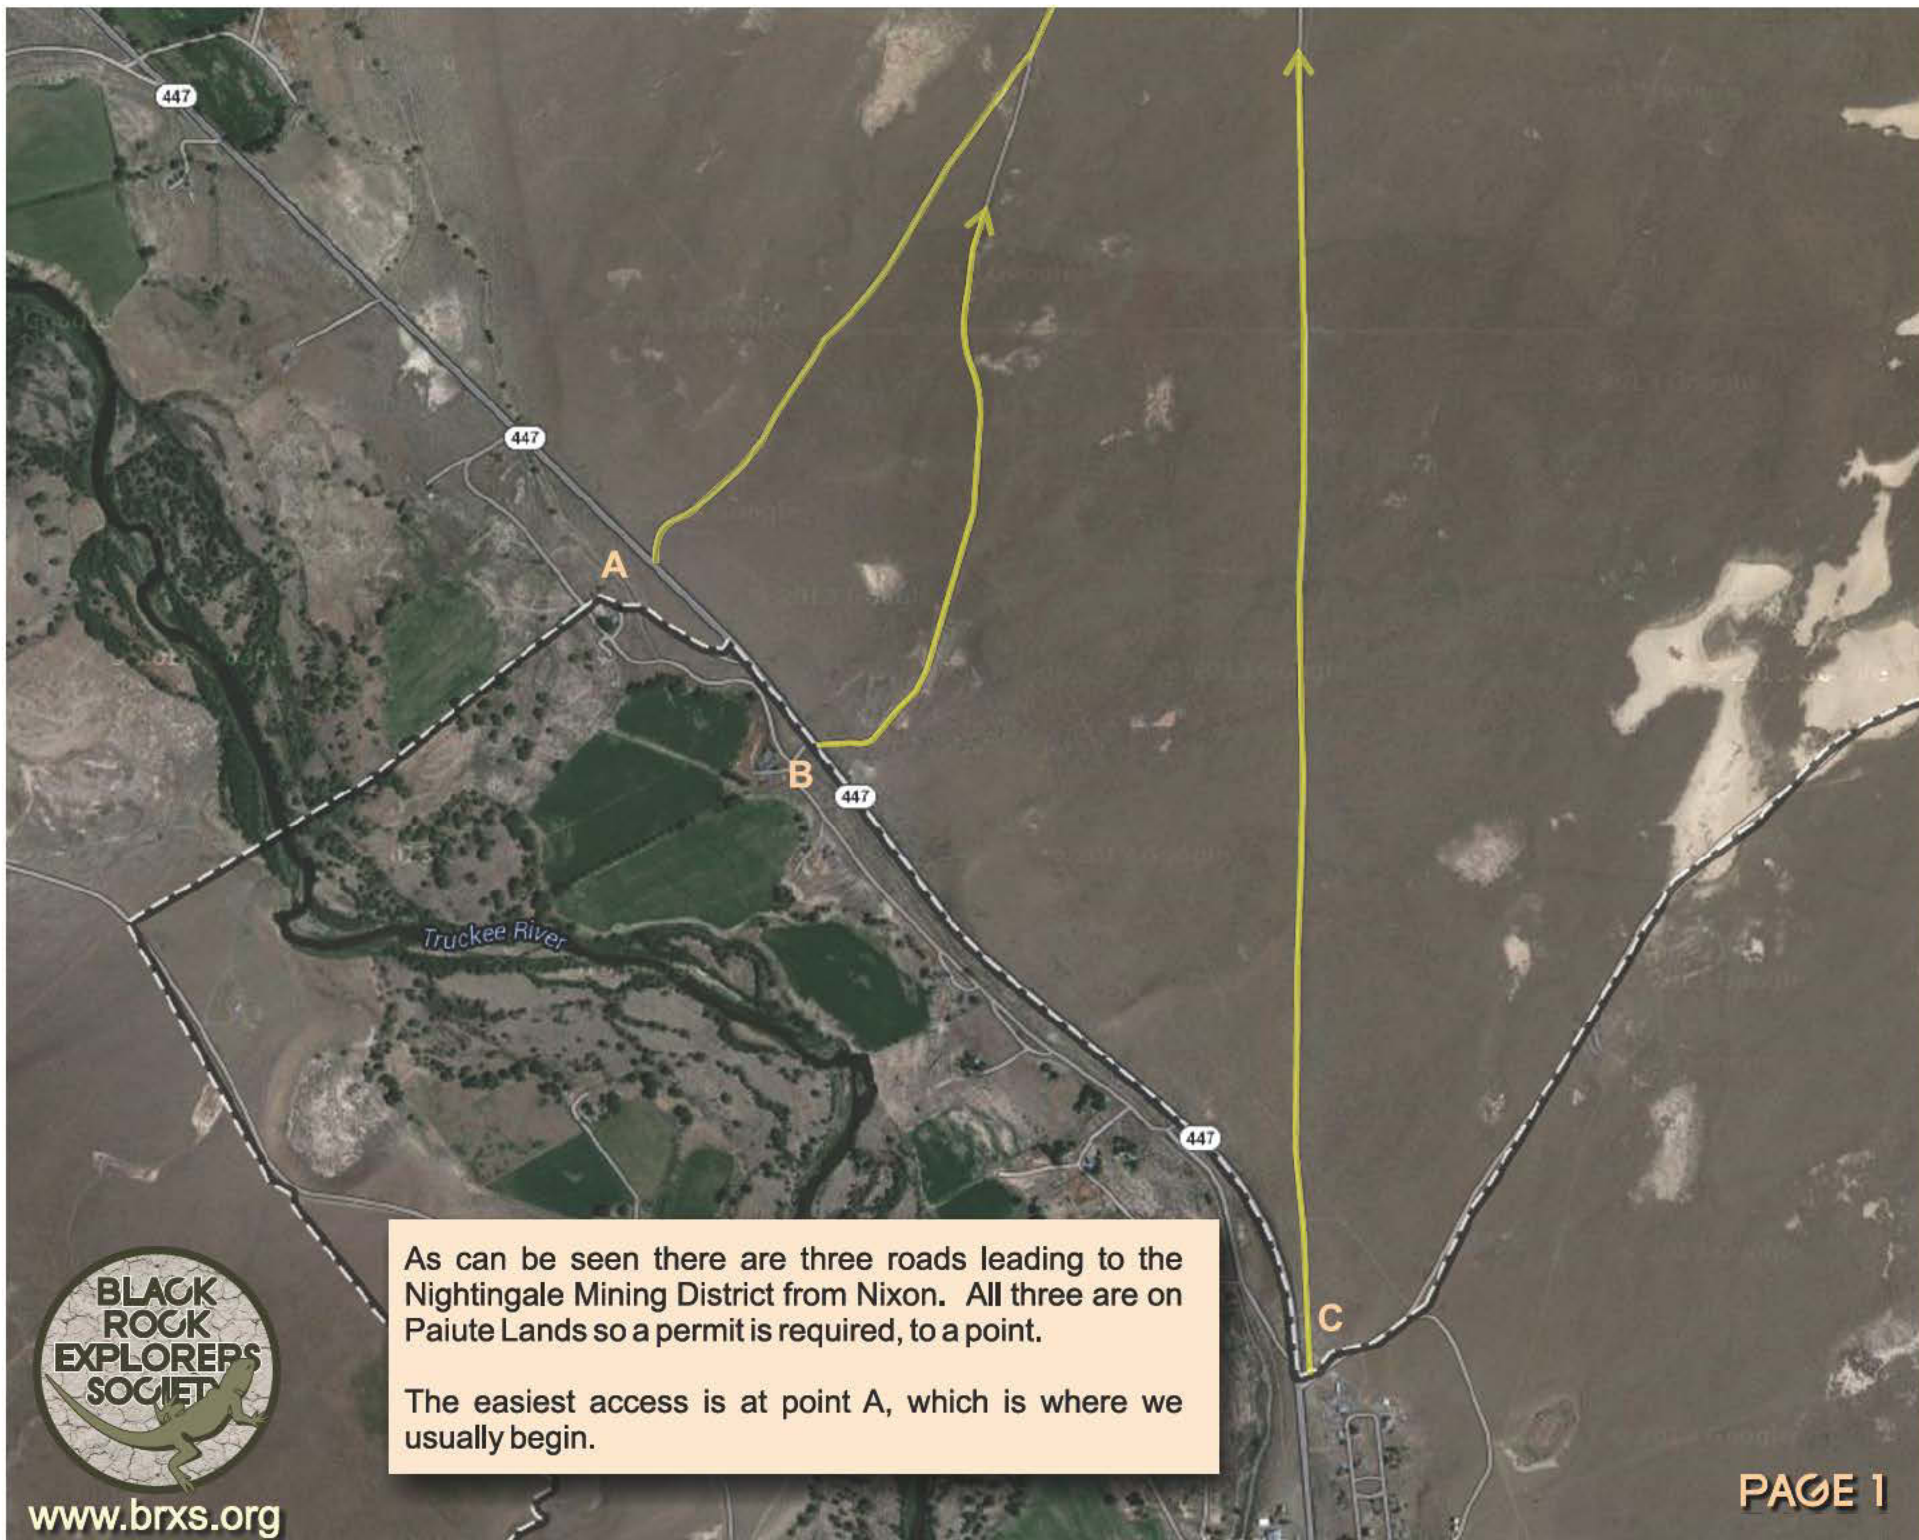 447
447
A
B
447
Truckee River
447
C
As can be seen there are three roads leading to the
Nightingale Mining District from Nixon. All three are on
Paiute Lands so a permit is required, to a point.
The easiest access is at point A, which is where we
usually begin.
BLACK
ROCK
EXPLORERS
SOCIETY
www.brxs.org
PAGE 1